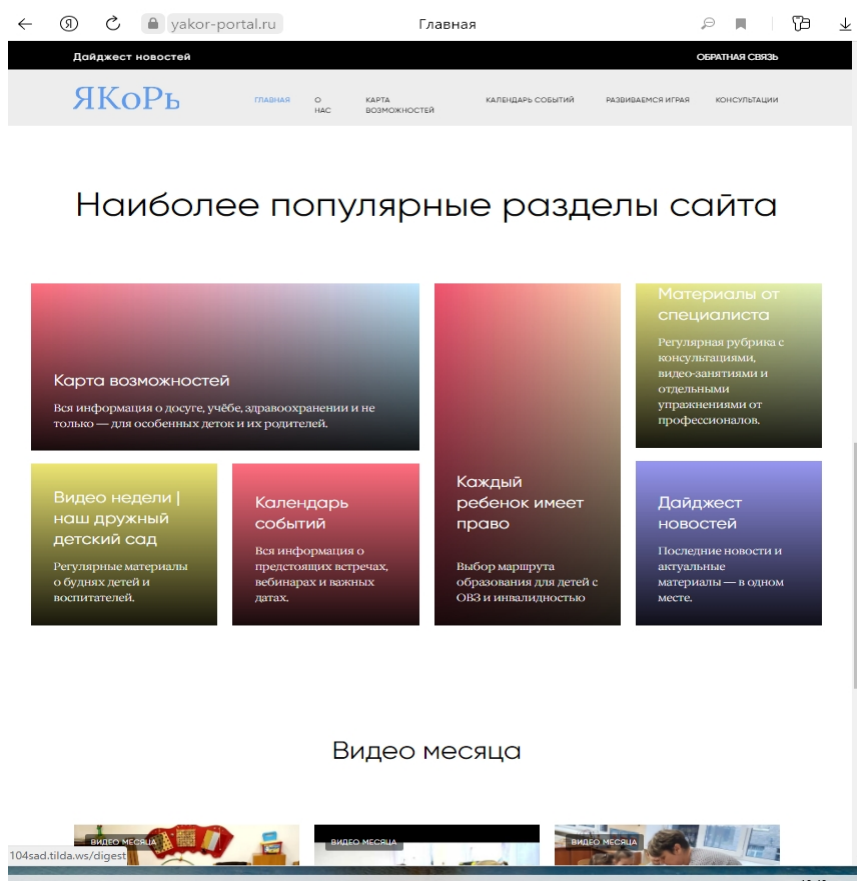 yakor-portal.ru
Главная
Дайджест новостей
ОБРАТНАЯ СВЯЗЬ
ЯКоРЬ
ГЛАВНАЯ
О
НАС
КАРТА
ВОЗМОЖНОСТЕЙ
КАЛЕНДАРЬ СОБЫТИЙ
РАЗВИВАЕМСЯ ИГРАЯ
КОНСУЛЬТАЦИИ
Наиболее популярные разделы сайта
Карта возможностей
Вся информация о досуге, учёбе, здравоохранении и не
только — для особенных деток и их родителей.
Каждый
ребенок имеет
право
Выбор маршрута
образования для детей с
ОВЗ и инвалидностью
Материалы от
специалиста
Регулярная рубрика с
консультациями,
видео-занятиями и
отдельными
упражнениями от
профессионалов.
Видео недели |
наш дружный
детский сад
Регулярные материалы
о буднях детей и
воспитателей.
Календарь
событий
Вся информация о
предстоящих встречах,
вебинарах и важных
датах.
Дайджест
новостей
Последние новости и
актуальные
материалы — в одном
месте.
Видео месяца
ВИДЕО МЕСЯЦА
ВИДЕО МЕСЯЦА
ВИДЕО МЕСЯЦА
104sad.tilda.ws/digest